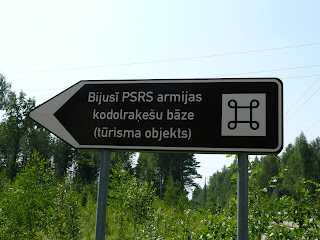 Bijusī PSRS armijas
kodolraķešu bāze
(tūrisma objekts)